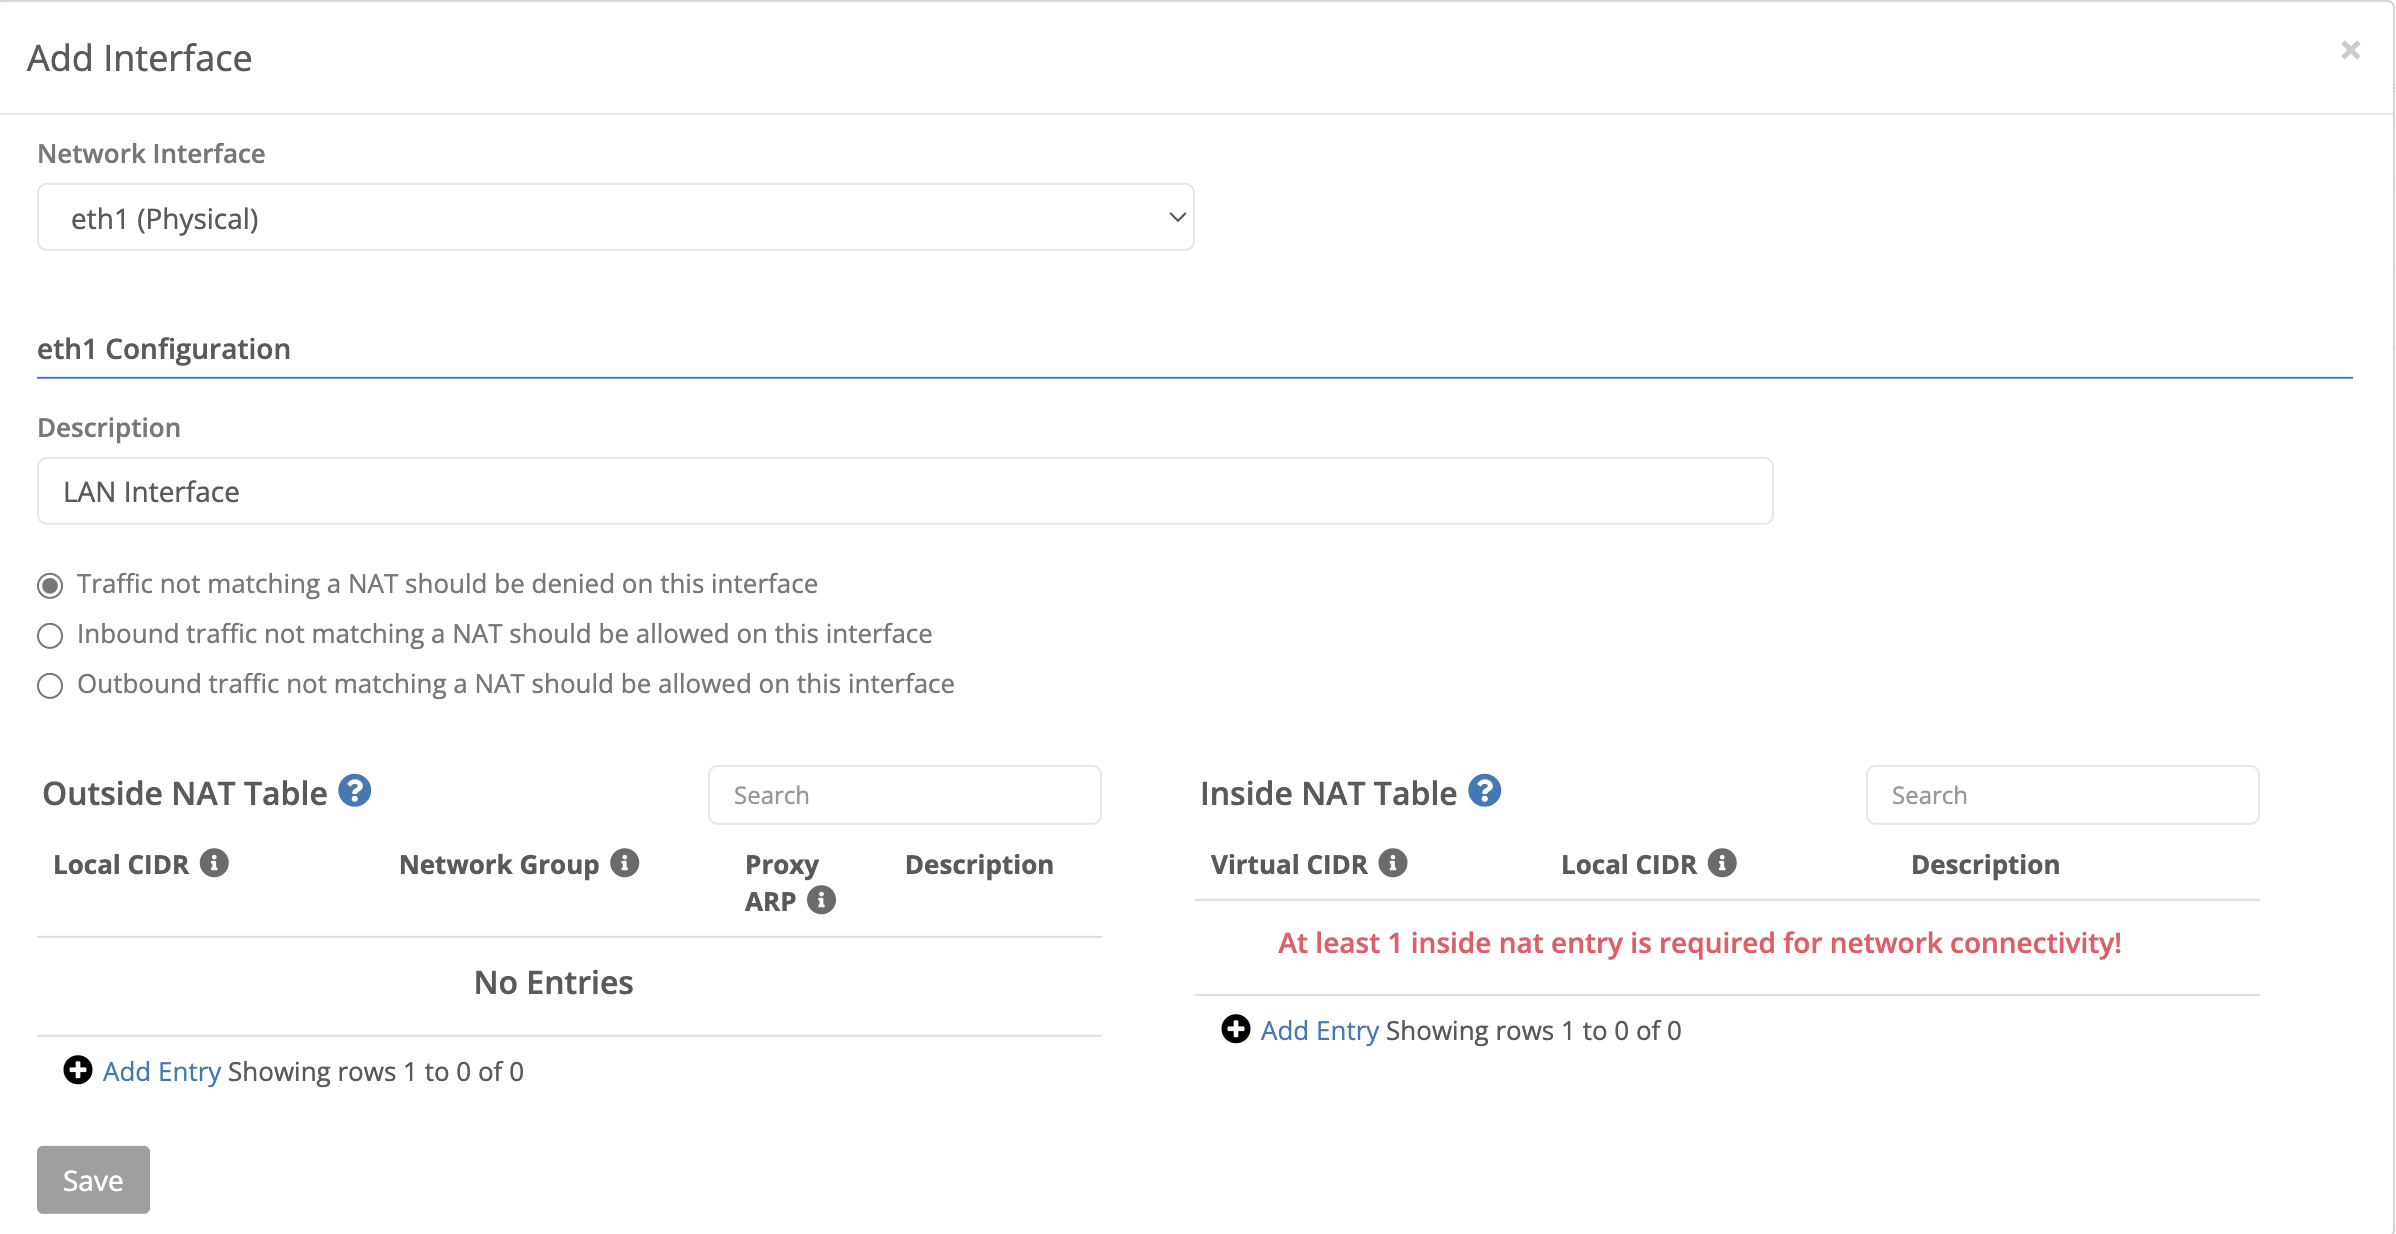 Add Interface
Network Interface
eth1 (Physical)
eth1 Configuration
Description
LAN Interface
Traffic not matching a NAT should be denied on this interface
Inbound traffic not matching a NAT should be allowed on this interface
Outbound traffic not matching a NAT should be allowed on this interface
Outside NAT Table
Search
Local CIDR
Network Group
Proxy
ARP
Description
No Entries
Add Entry Showing rows 1 to 0 of 0
Inside NAT Table
Search
Virtual CIDR
Local CIDR
Description
At least 1 inside nat entry is required for network connectivity!
Add Entry Showing rows 1 to 0 of 0
Save